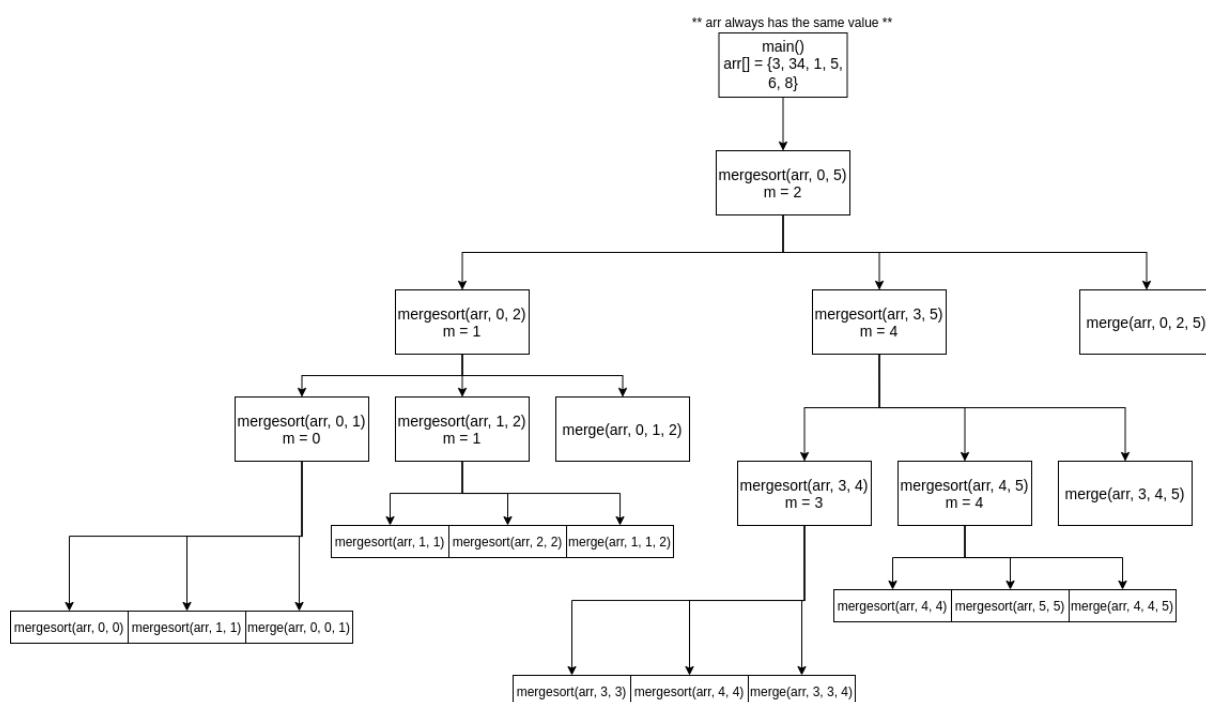 ** arr always has the same value **
main()
arr[] = {3, 34, 1, 5,
6, 8}
mergesort(arr, 0, 5)
m = 2
mergesort(arr, 0, 2)
m = 1
mergesort(arr, 3, 5)
m = 4
merge(arr, 0, 2, 5)
mergesort(arr, 0, 1)
m = 0
mergesort(arr, 1, 2)
m = 1
merge(arr, 0, 1, 2)
mergesort(arr, 3, 4)
m = 3
mergesort(arr, 4, 5)
m = 4
merge(arr, 3, 4, 5)
mergesort(arr, 1, 1)
mergesort(arr, 2, 2)
merge(arr, 1, 1, 2)
mergesort(arr, 4, 4)
mergesort(arr, 5, 5)
merge(arr, 4, 4, 5)
mergesort(arr, 0, 0)
mergesort(arr, 1, 1)
merge(arr, 0, 0, 1)
mergesort(arr, 3, 3)
mergesort(arr, 4, 4)
merge(arr, 3, 3, 4)